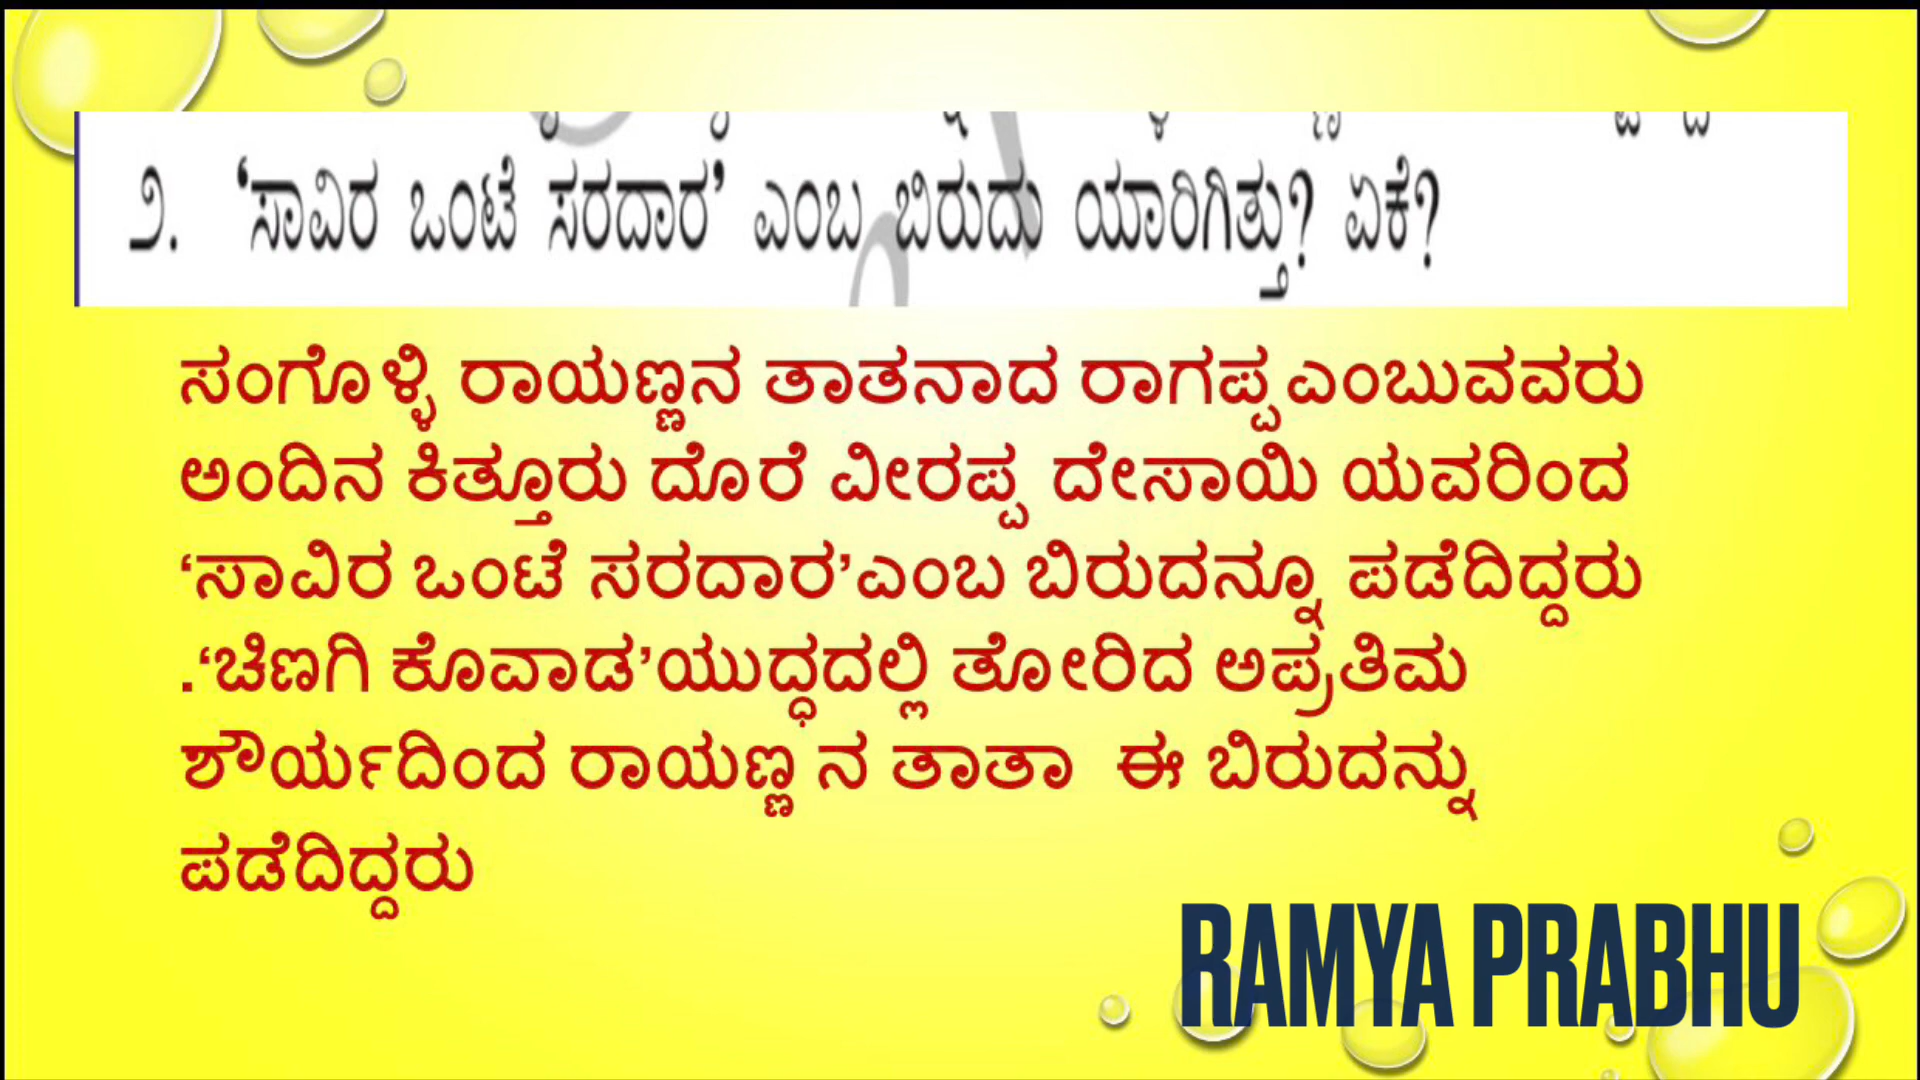 ೨. 'ಸಾವಿರ ಒಂಟೆ ಸರದಾರ' ಎಂಬ ಬಿರುದು ಯಾರಿಗಿತ್ತು? ಏಕೆ?
ಸಂಗೊಳ್ಳಿ ರಾಯಣ್ಣನ ತಾತನಾದ ರಾಗಪ್ಪಎಂಬುವವರು
ಅಂದಿನ ಕಿತ್ತೂರು ದೊರೆ ವೀರಪ್ಪ ದೇಸಾಯಿ ಯವರಿಂದ
'ಸಾವಿರ ಒಂಟೆ ಸರದಾರ'ಎಂಬ ಬಿರುದನ್ನೂ ಪಡೆದಿದ್ದರು
.'ಚಿಣಗಿ ಕೊವಾಡ'ಯುದ್ಧದಲ್ಲಿ ತೋರಿದ ಅಪ್ರತಿಮ
ಶೌರ್ಯದಿಂದ ರಾಯಣ್ಣ ನ ತಾತಾ ಈ ಬಿರುದನ್ನು
ಪಡೆದಿದ್ದರು
RAMYA PRABHU